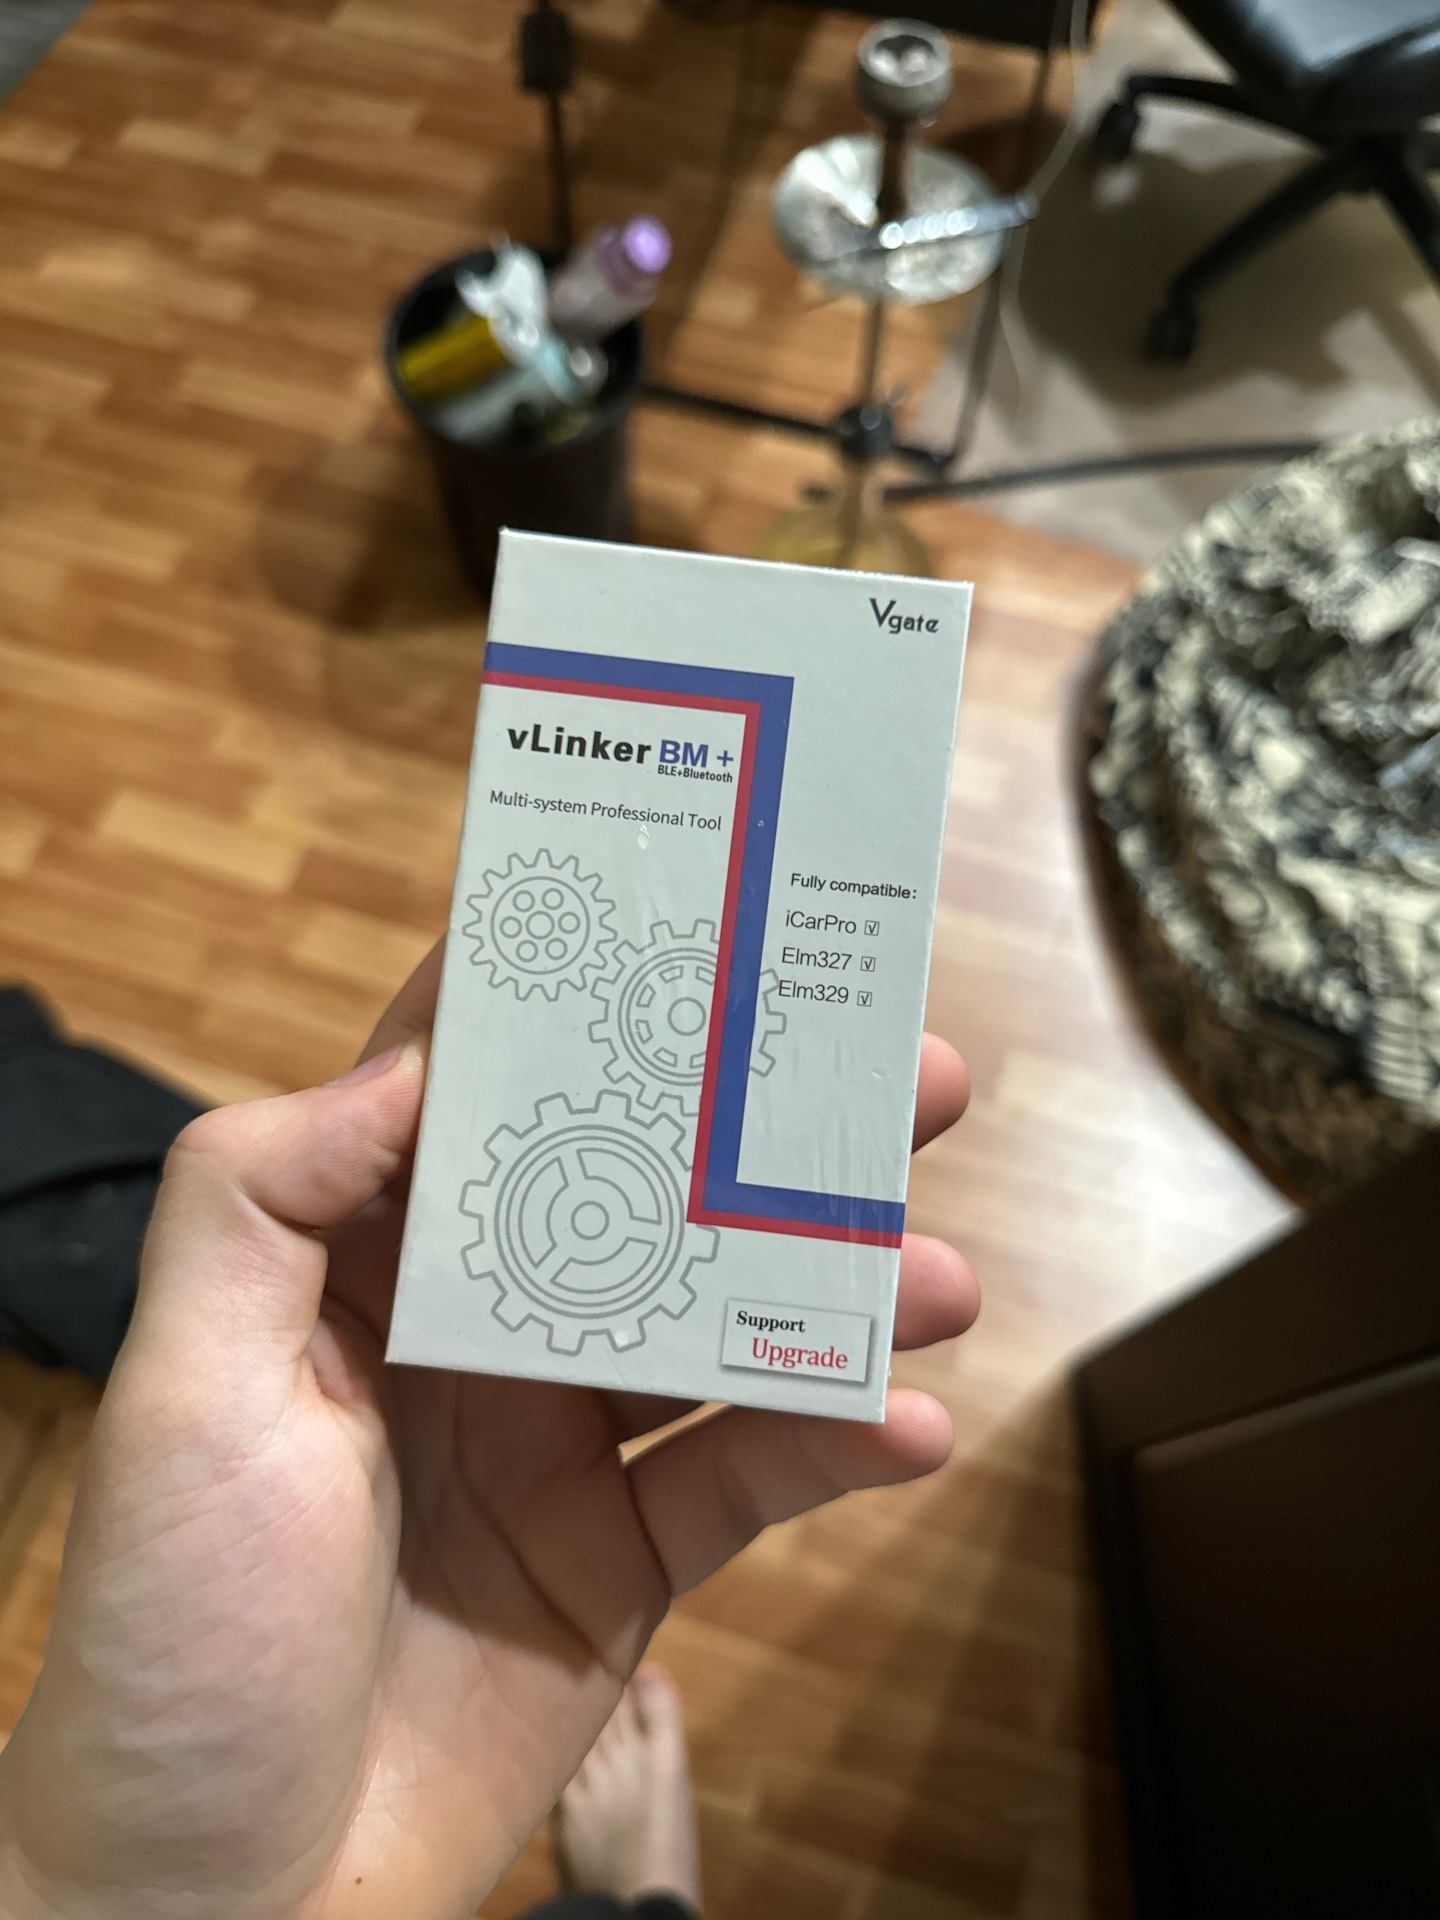 Vgate
vLinker BM +
BLE+Bluetooth
Multi-system Professional Tool
Fully compatible:
iCarPro ☑
Elm327 ☑
Elm329 ☑
Support
Upgrade